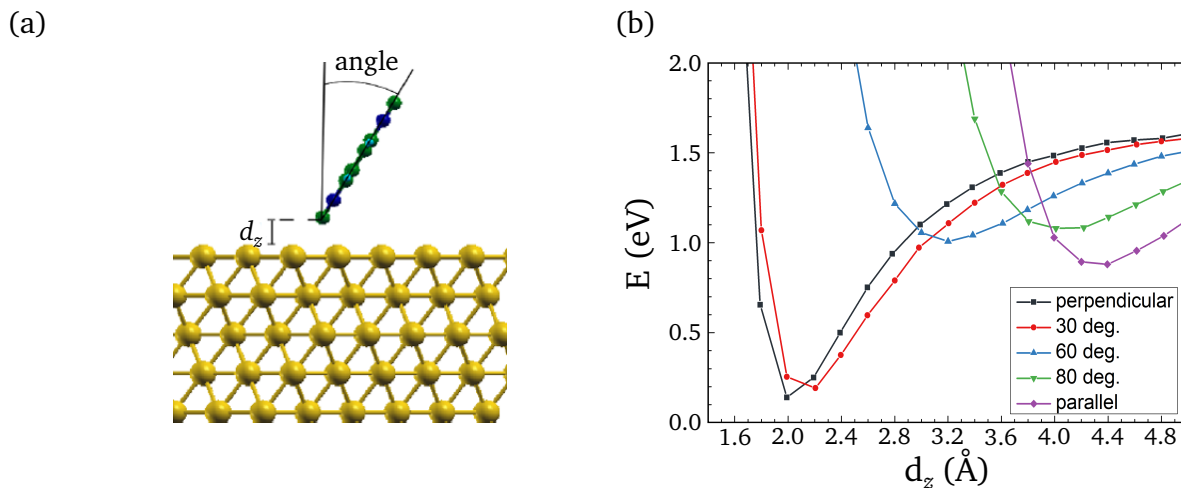 (a)
angle
d_z
(b)
E (eV)
2.0
1.5
1.0
0.5
0.0
perpendicular
30 deg.
60 deg.
80 deg.
parallel
1.6 2.0 2.4 2.8 3.2 3.6 4.0 4.4 4.8
d_z (Å)